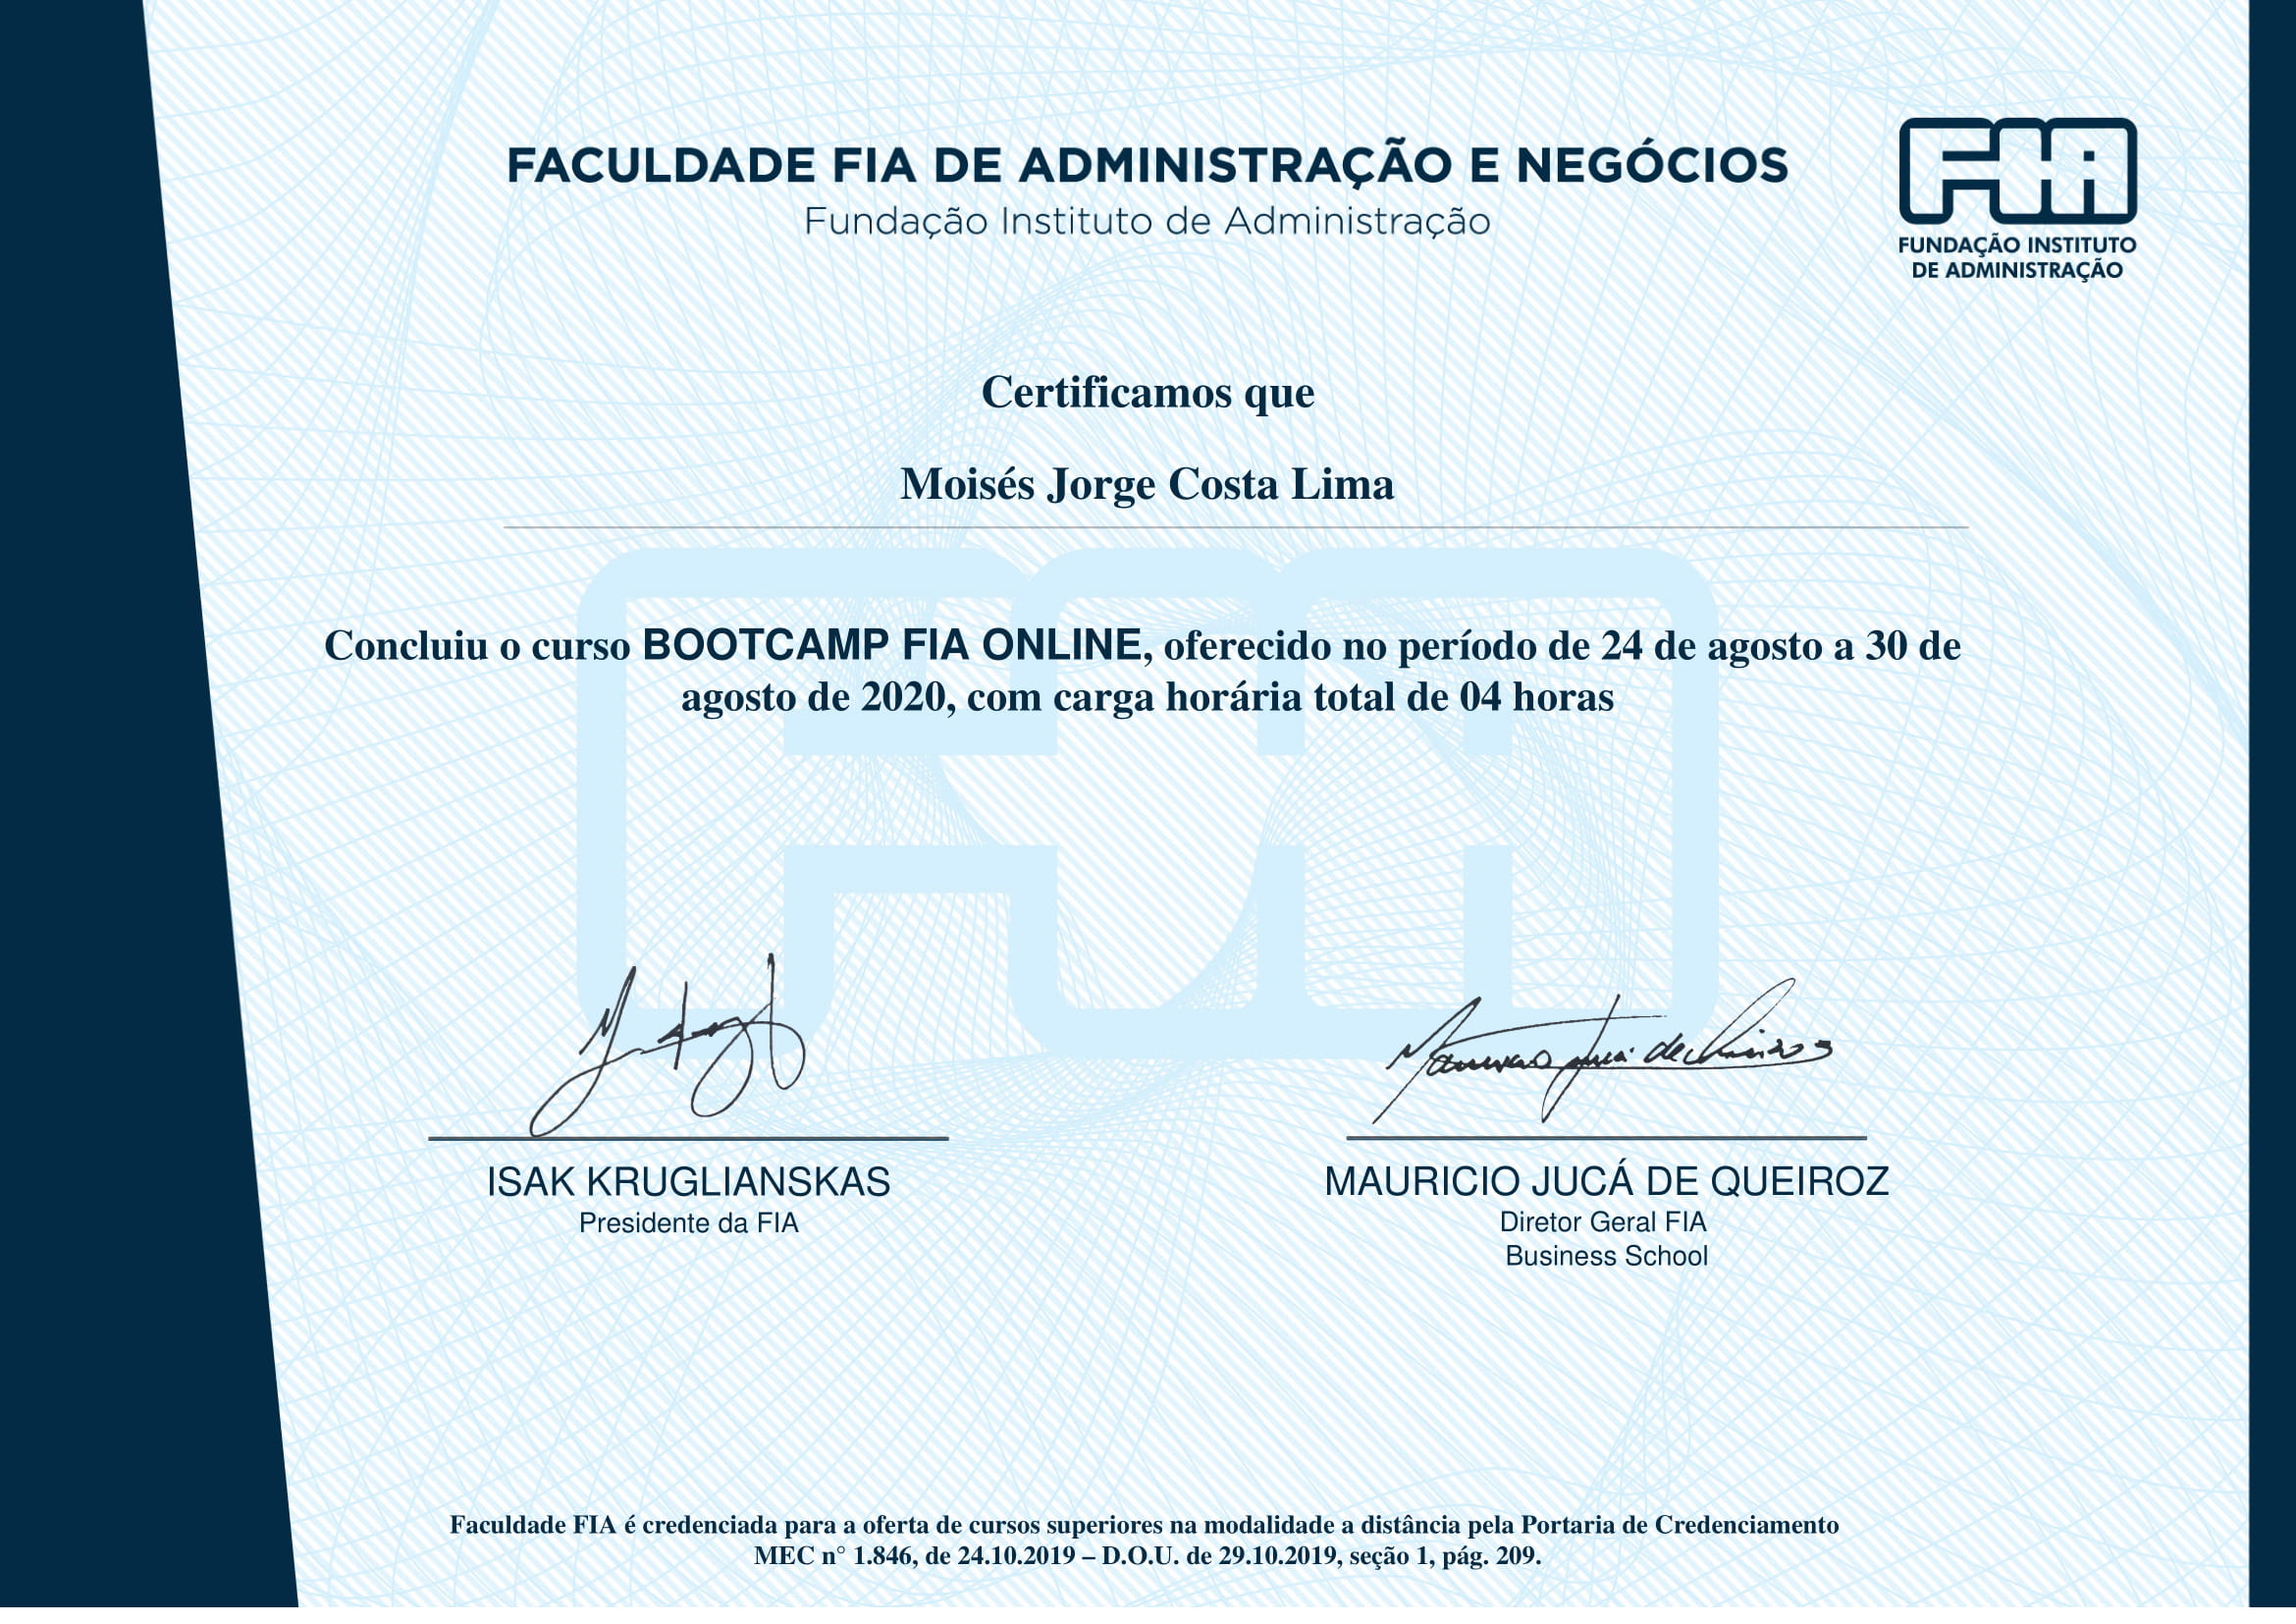 FACULDADE FIA DE ADMINISTRAÇÃO E NEGÓCIOS
Fundação Instituto de Administração
FIA
FUNDAÇÃO INSTITUTO
DE ADMINISTRAÇÃO
Certificamos que
Moisés Jorge Costa Lima
Concluiu o curso BOOTCAMP FIA ONLINE, oferecido no período de 24 de agosto a 30 de
agosto de 2020, com carga horária total de 04 horas
ISAK KRUGLIANSKAS
Presidente da FIA
MAURICIO JUCÁ DE QUEIROZ
Diretor Geral FIA
Business School
Faculdade FIA é credenciada para a oferta de cursos superiores na modalidade a distância pela Portaria de Credenciamento
MEC n° 1.846, de 24.10.2019 – D.O.U. de 29.10.2019, seção 1, pág. 209.